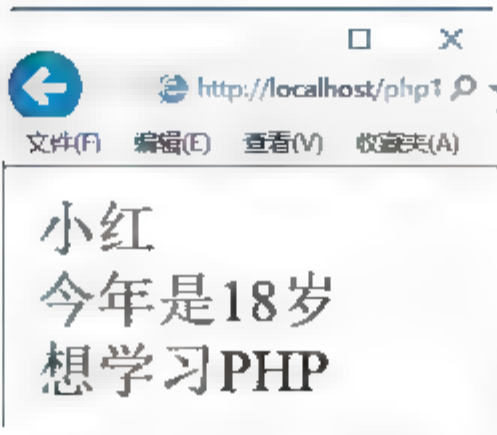 http://localhost/php1
文件(F) 编辑(E) 查看(V) 收藏夹(A)
小红
今年是18岁
想学习PHP